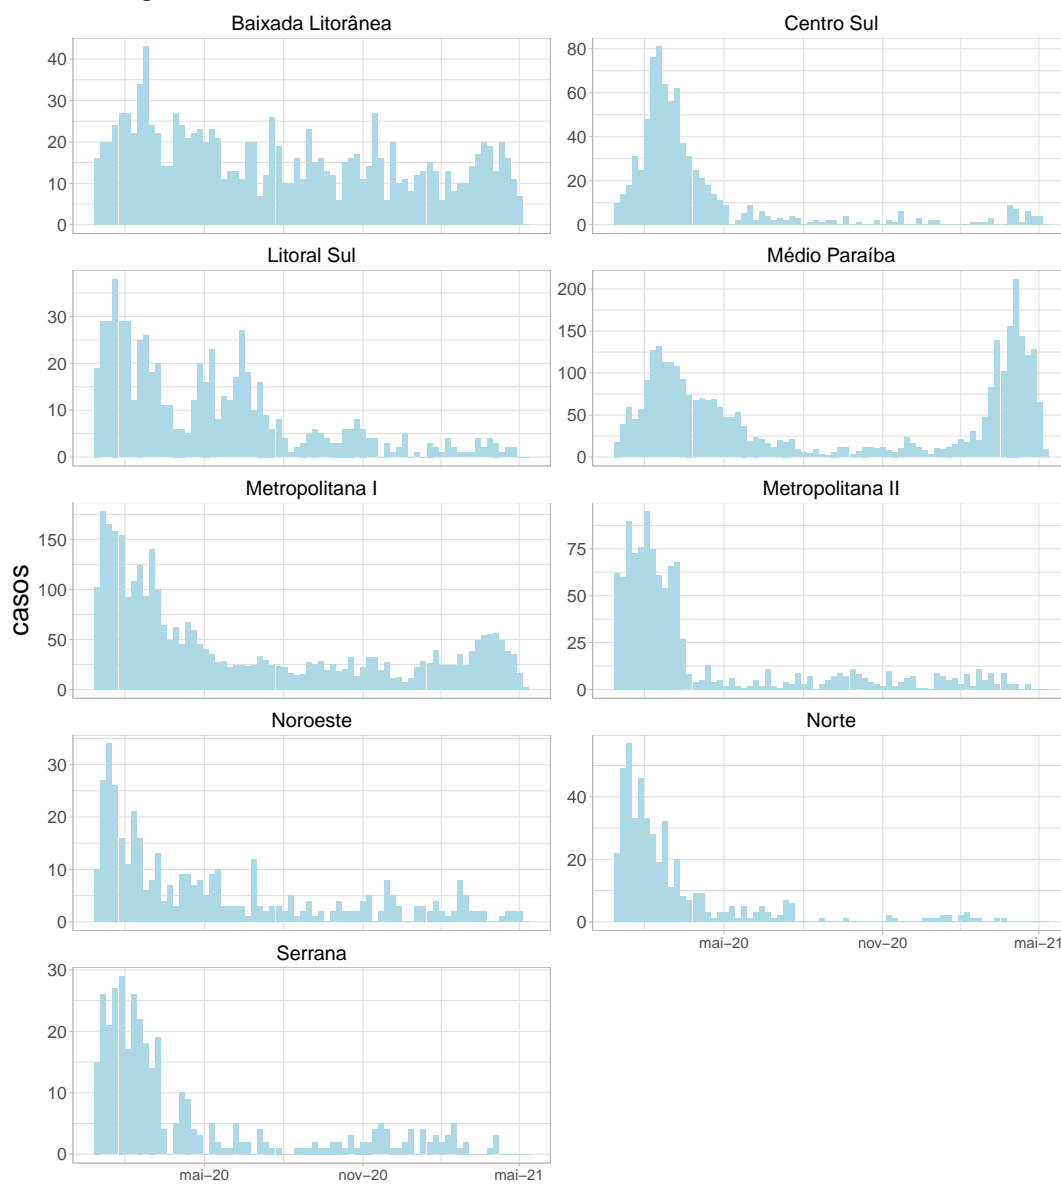 Baixada Litorânea
Centro Sul
40
30
20
10
0
80
60
40
20
0
Litoral Sul
Médio Paraíba
30
20
10
0
200
150
100
50
0
Metropolitana I
Metropolitana II
casos
150
100
50
0
75
50
25
0
Noroeste
Norte
30
20
10
0
40
20
0
mai–20
nov–20
mai–21
Serrana
30
20
10
0
mai–20
nov–20
mai–21